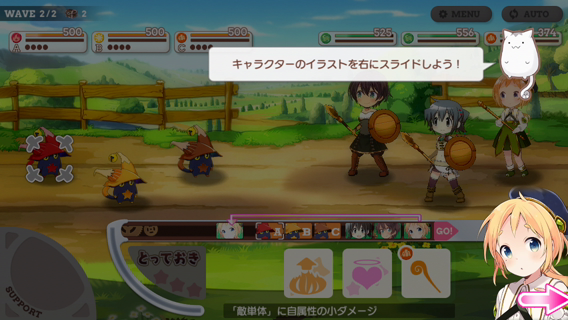 WAVE 2/2 2 MENU AUTO
500 500 500 525 556 374
A B C
キャラクターのイラストを右にスライドしよう！
A B C GO!
とっておき
SUPPORT
「敵単体」に自属性の小ダメージ